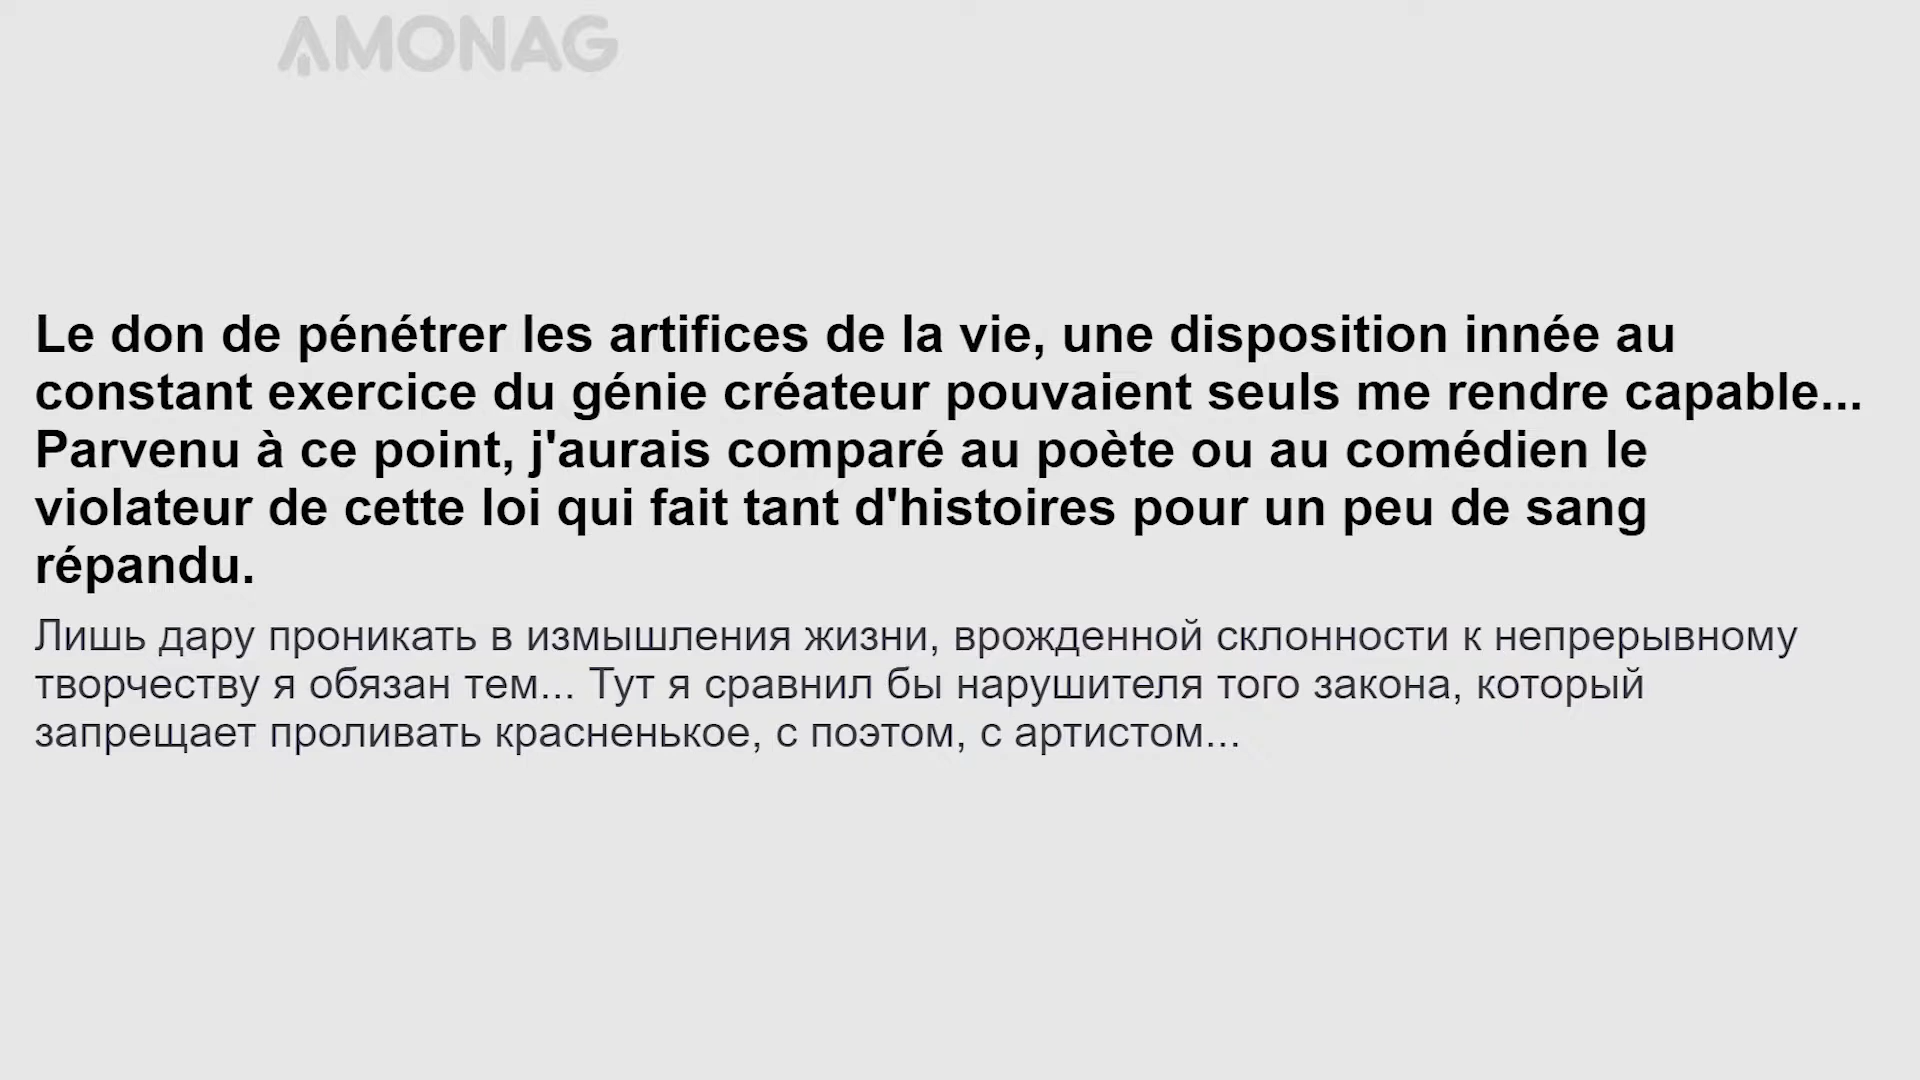 AMONAG
Le don de pénétrer les artifices de la vie, une disposition innée au
constant exercice du génie créateur pouvaient seuls me rendre capable...
Parvenu à ce point, j'aurais comparé au poète ou au comédien le
violateur de cette loi qui fait tant d'histoires pour un peu de sang
répandu.
Лишь дару проникать в измышления жизни, врожденной склонности к непрерывному
творчеству я обязан тем... Тут я сравнил бы нарушителя того закона, который
запрещает проливать красненькое, с поэтом, с артистом...